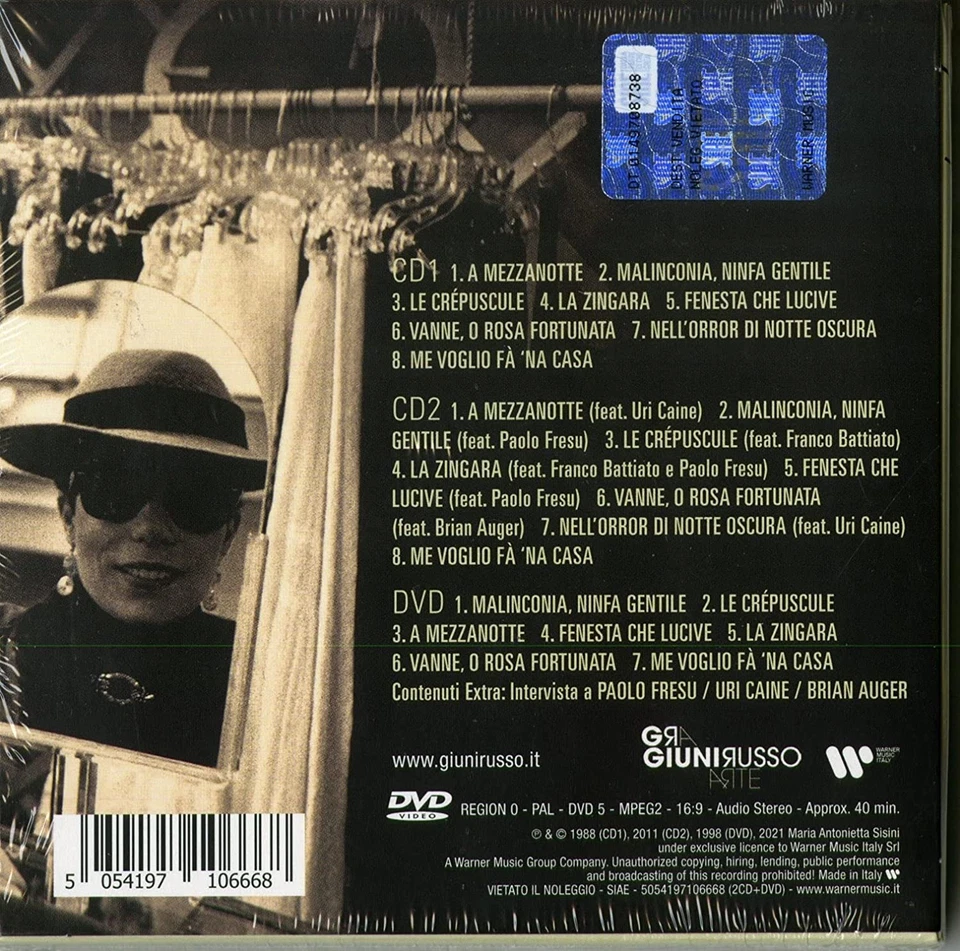 DT 01497 08738
DEST. VENDITA
NOLEG VIETATO
WARNER MUSIC
CD1 1. A MEZZANOTTE 2. MALINCONIA, NINFA GENTILE
3. LE CRÉPUSCULE 4. LA ZINGARA 5. FENESTA CHE LUCIVE
6. VANNE, O ROSA FORTUNATA 7. NELL'ORROR DI NOTTE OSCURA
8. ME VOGLIO FÀ 'NA CASA
CD2 1. A MEZZANOTTE (feat. Uri Caine) 2. MALINCONIA, NINFA
GENTILE (feat. Paolo Fresu) 3. LE CRÉPUSCULE (feat. Franco Battiato)
4. LA ZINGARA (feat. Franco Battiato e Paolo Fresu) 5. FENESTA CHE
LUCIVE (feat. Paolo Fresu) 6. VANNE, O ROSA FORTUNATA
(feat. Brian Auger) 7. NELL'ORROR DI NOTTE OSCURA (feat. Uri Caine)
8. ME VOGLIO FÀ 'NA CASA
DVD 1. MALINCONIA, NINFA GENTILE 2. LE CRÉPUSCULE
3. A MEZZANOTTE 4. FENESTA CHE LUCIVE 5. LA ZINGARA
6. VANNE, O ROSA FORTUNATA 7. ME VOGLIO FÀ 'NA CASA
Contenuti Extra: Intervista a PAOLO FRESU / URI CAINE / BRIAN AUGER
www.giunirusso.it
GRA
GIUNIRUSSO
ARTE
WARNER
MUSIC
ITALY
DVD
VIDEO
REGION 0 - PAL - DVD 5 - MPEG2 - 16:9 - Audio Stereo - Approx. 40 min.
℗ & © 1988 (CD1), 2011 (CD2), 1998 (DVD), 2021 Maria Antonietta Sisini
under exclusive licence to Warner Music Italy Srl
A Warner Music Group Company. Unauthorized copying, hiring, lending, public performance
and broadcasting of this recording prohibited! Made in Italy
VIETATO IL NOLEGGIO - SIAE - 5054197106668 (2CD+DVD) - www.warnermusic.it
5 054197 106668